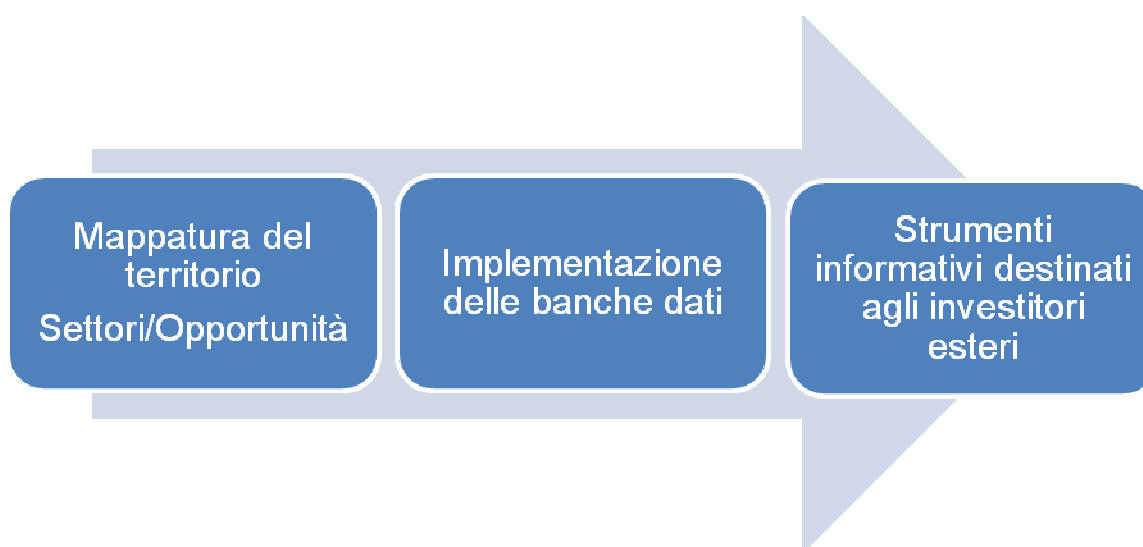 Mappatura del
territorio
Settori/Opportunità
Implementazione
delle banche dati
Strumenti
informativi destinati
agli investitori
esteri